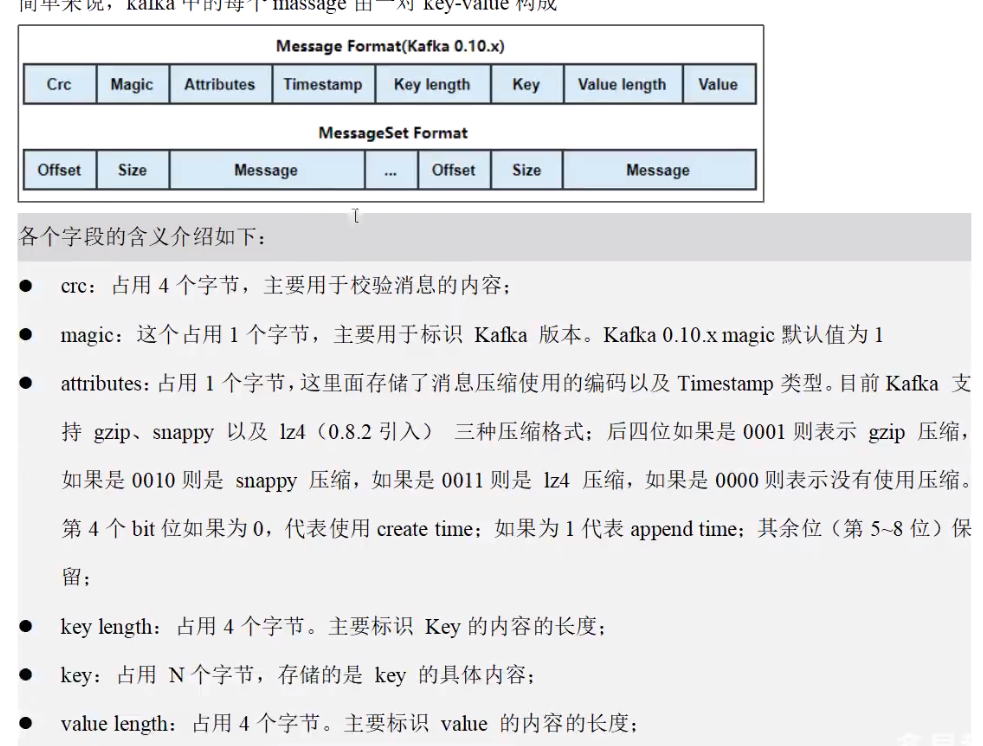 简单来说，kafka 中的每个 massage 由一对 key-value 构成
Message Format(Kafka 0.10.x)
Crc Magic Attributes Timestamp Key length Key Value length Value
MessageSet Format
Offset Size Message ... Offset Size Message
各个字段的含义介绍如下：
● crc：占用 4 个字节，主要用于校验消息的内容；
● magic：这个占用 1 个字节，主要用于标识 Kafka 版本。Kafka 0.10.x magic 默认值为 1
● attributes：占用 1 个字节，这里面存储了消息压缩使用的编码以及 Timestamp 类型。目前 Kafka 支
持 gzip、snappy 以及 lz4（0.8.2 引入） 三种压缩格式；后四位如果是 0001 则表示 gzip 压缩，
如果是 0010 则是 snappy 压缩，如果是 0011 则是 lz4 压缩，如果是 0000 则表示没有使用压缩。
第 4 个 bit 位如果为 0，代表使用 create time；如果为 1 代表 append time；其余位（第 5~8 位）保
留；
● key length：占用 4 个字节。主要标识 Key 的内容的长度；
● key：占用 N 个字节，存储的是 key 的具体内容；
● value length：占用 4 个字节。主要标识 value 的内容的长度；